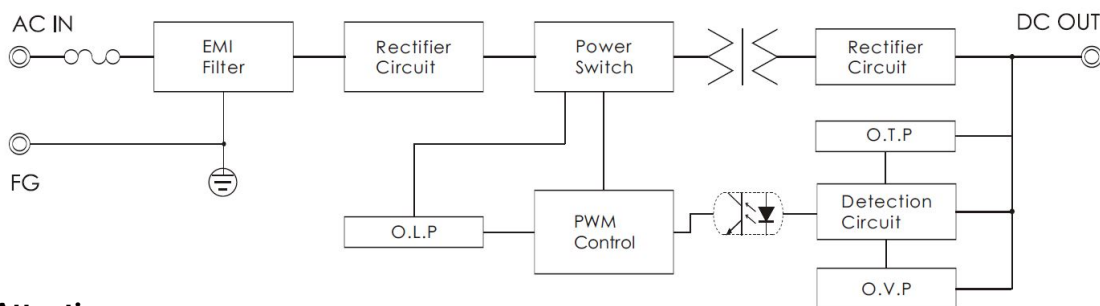 AC IN
DC OUT
EMI
Filter
Rectifier
Circuit
Power
Switch
Rectifier
Circuit
FG
O.T.P
O.L.P
PWM
Control
Detection
Circuit
O.V.P